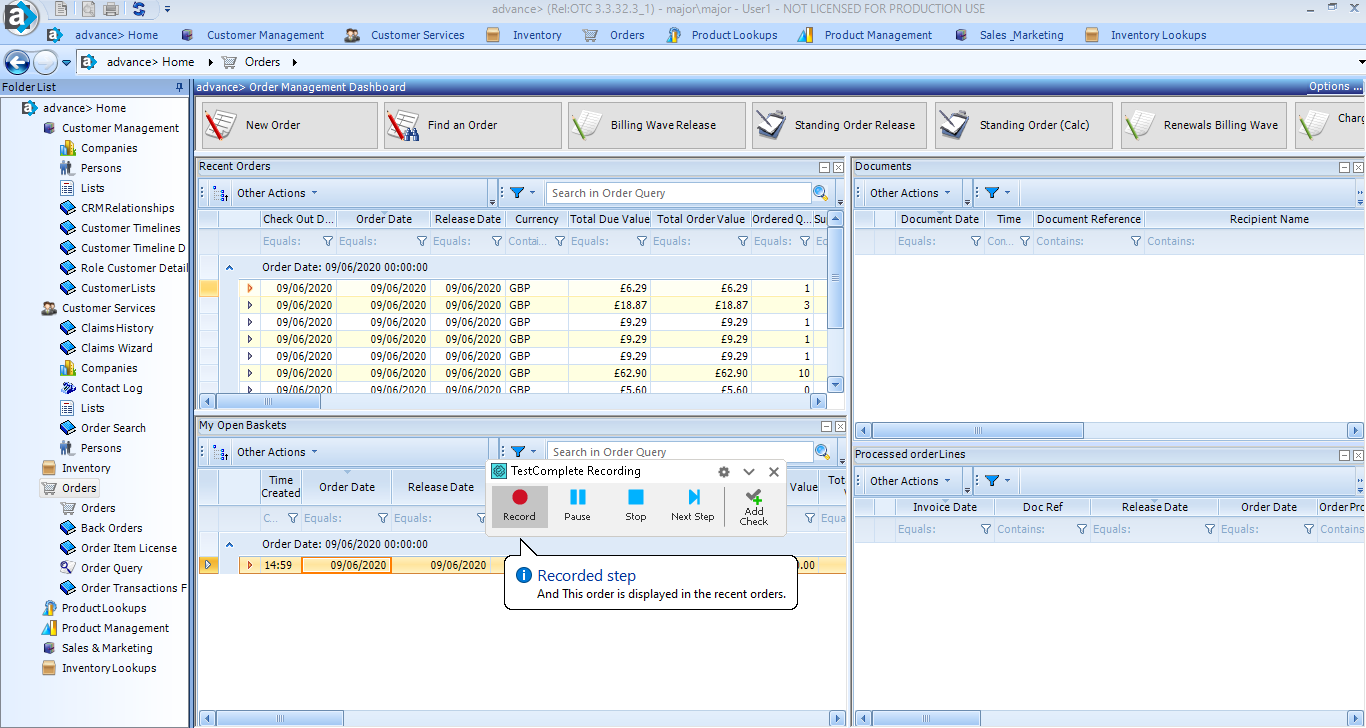 advance> (Rel:OTC 3.3.32.3_1) - major\major - User1 - NOT LICENSED FOR PRODUCTION USE
advance> Home Customer Management Customer Services Inventory Orders Product Lookups Product Management Sales _Marketing Inventory Lookups
advance> Home Orders
Folder List
advance> Home
Customer Management
Companies
Persons
Lists
CRMRelationships
Customer Timelines
Customer Timeline D
Role Customer Detail
CustomerLists
Customer Services
Claims History
Claims Wizard
Companies
Contact Log
Lists
Order Search
Persons
Inventory
Orders
Orders
Back Orders
Order Item License
Order Query
Order Transactions F
ProductLookups
Product Management
Sales & Marketing
Inventory Lookups
advance> Order Management Dashboard Options ...
New Order Find an Order Billing Wave Release Standing Order Release Standing Order (Calc) Renewals Billing Wave Charg
Recent Orders
Other Actions Search in Order Query
Check Out D... Order Date Release Date Currency Total Due Value Total Order Value Ordered Q... Su
Equals: Equals: Equals: Contai... Equals: Equals: Equals: Ec
Order Date: 09/06/2020 00:00:00
09/06/2020 09/06/2020 09/06/2020 GBP £6.29 £6.29 1
09/06/2020 09/06/2020 09/06/2020 GBP £18.87 £18.87 3
09/06/2020 09/06/2020 09/06/2020 GBP £9.29 £9.29 1
09/06/2020 09/06/2020 09/06/2020 GBP £9.29 £9.29 1
09/06/2020 09/06/2020 09/06/2020 GBP £9.29 £9.29 1
09/06/2020 09/06/2020 09/06/2020 GBP £62.90 £62.90 10
09/06/2020 09/06/2020 09/06/2020 GBP £5.60 £5.60 0
My Open Baskets
Other Actions Search in Order Query
Time Created Order Date Release Date Value Tot
C... Equals: Equals: Equa
Order Date: 09/06/2020 00:00:00
14:59 09/06/2020 09/06/2020 .00
TestComplete Recording
Record Pause Stop Next Step Add Check
Recorded step
And This order is displayed in the recent orders.
Documents
Other Actions
Document Date Time Document Reference Recipient Name
Equals: Con... Contains: Contains:
Processed orderLines
Other Actions
Invoice Date Doc Ref Release Date Order Date Order Pro
Equals: Contains: Equals: Equals: Contains